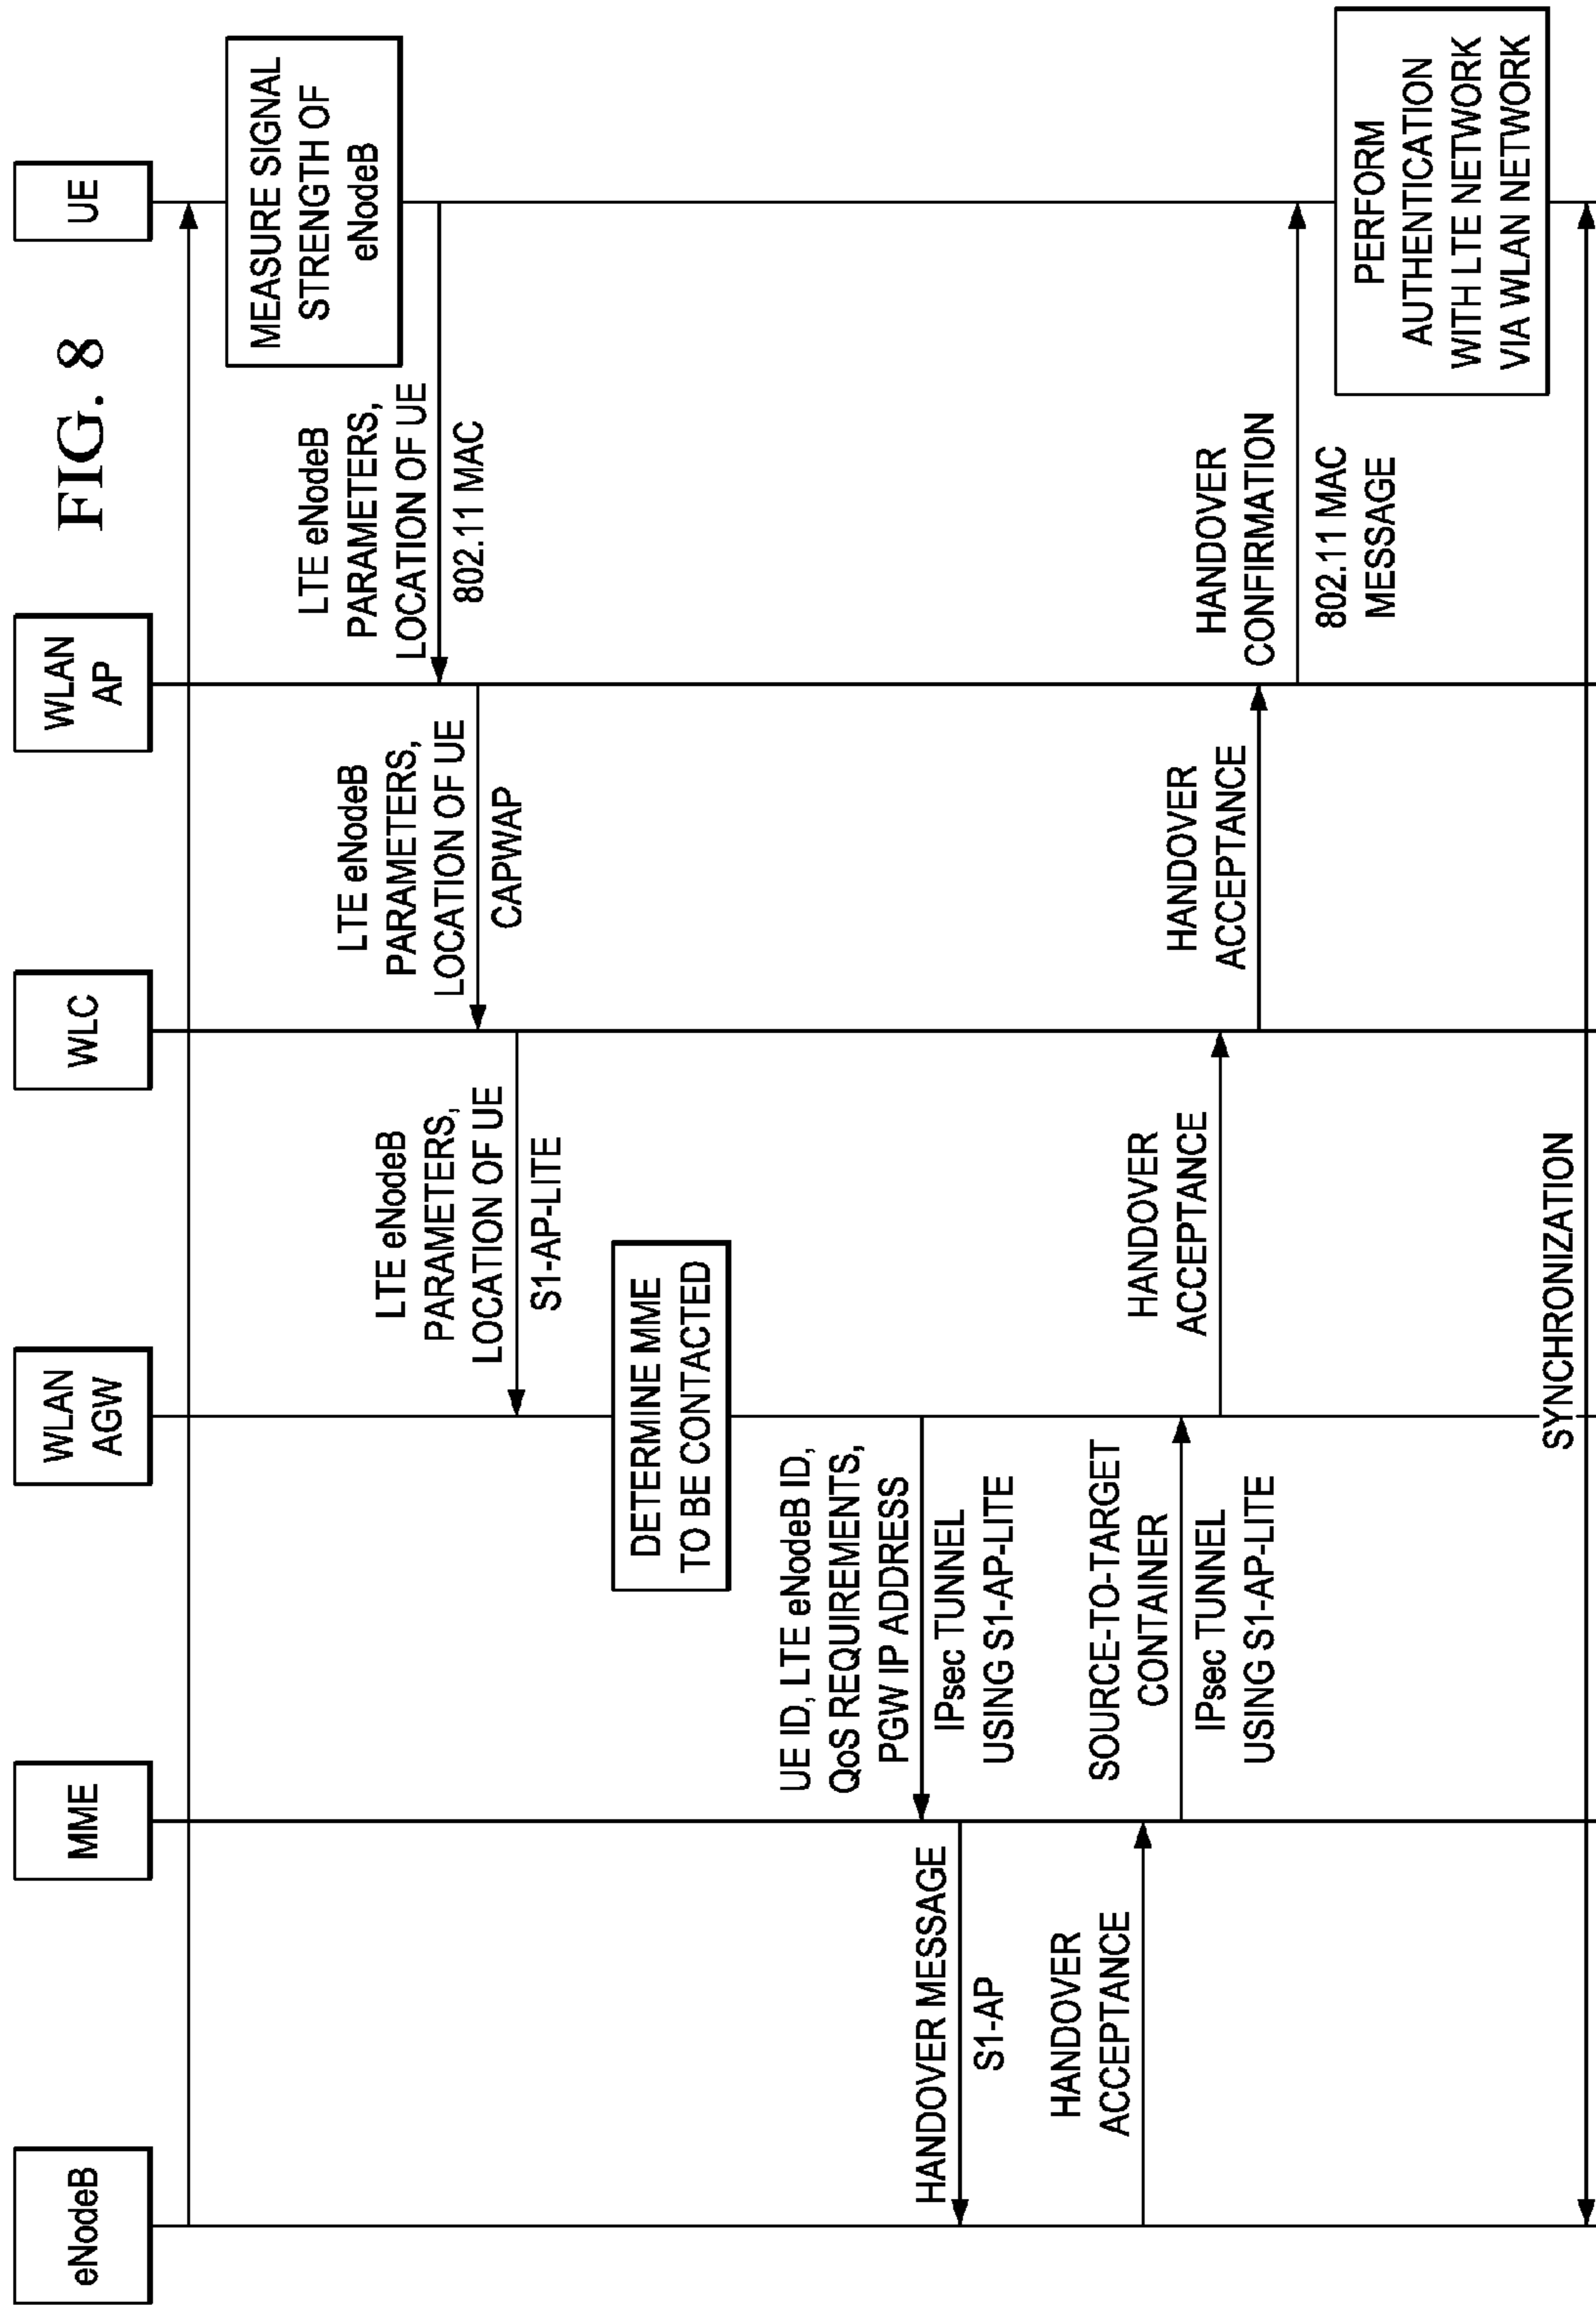 FIG. 8
eNodeB
MME
WLAN
AGW
WLC
WLAN
AP
UE
MEASURE SIGNAL
STRENGTH OF
eNodeB
LTE eNodeB
PARAMETERS,
LOCATION OF UE
802.11 MAC
LTE eNodeB
PARAMETERS,
LOCATION OF UE
CAPWAP
LTE eNodeB
PARAMETERS,
LOCATION OF UE
S1-AP-LITE
DETERMINE MME
TO BE CONTACTED
UE ID, LTE eNodeB ID,
QoS REQUIREMENTS,
PGW IP ADDRESS
IPsec TUNNEL
USING S1-AP-LITE
HANDOVER MESSAGE
S1-AP
HANDOVER
ACCEPTANCE
SOURCE-TO-TARGET
CONTAINER
IPsec TUNNEL
USING S1-AP-LITE
HANDOVER
ACCEPTANCE
HANDOVER
ACCEPTANCE
HANDOVER
CONFIRMATION
802.11 MAC
MESSAGE
PERFORM
AUTHENTICATION
WITH LTE NETWORK
VIA WLAN NETWORK
SYNCHRONIZATION